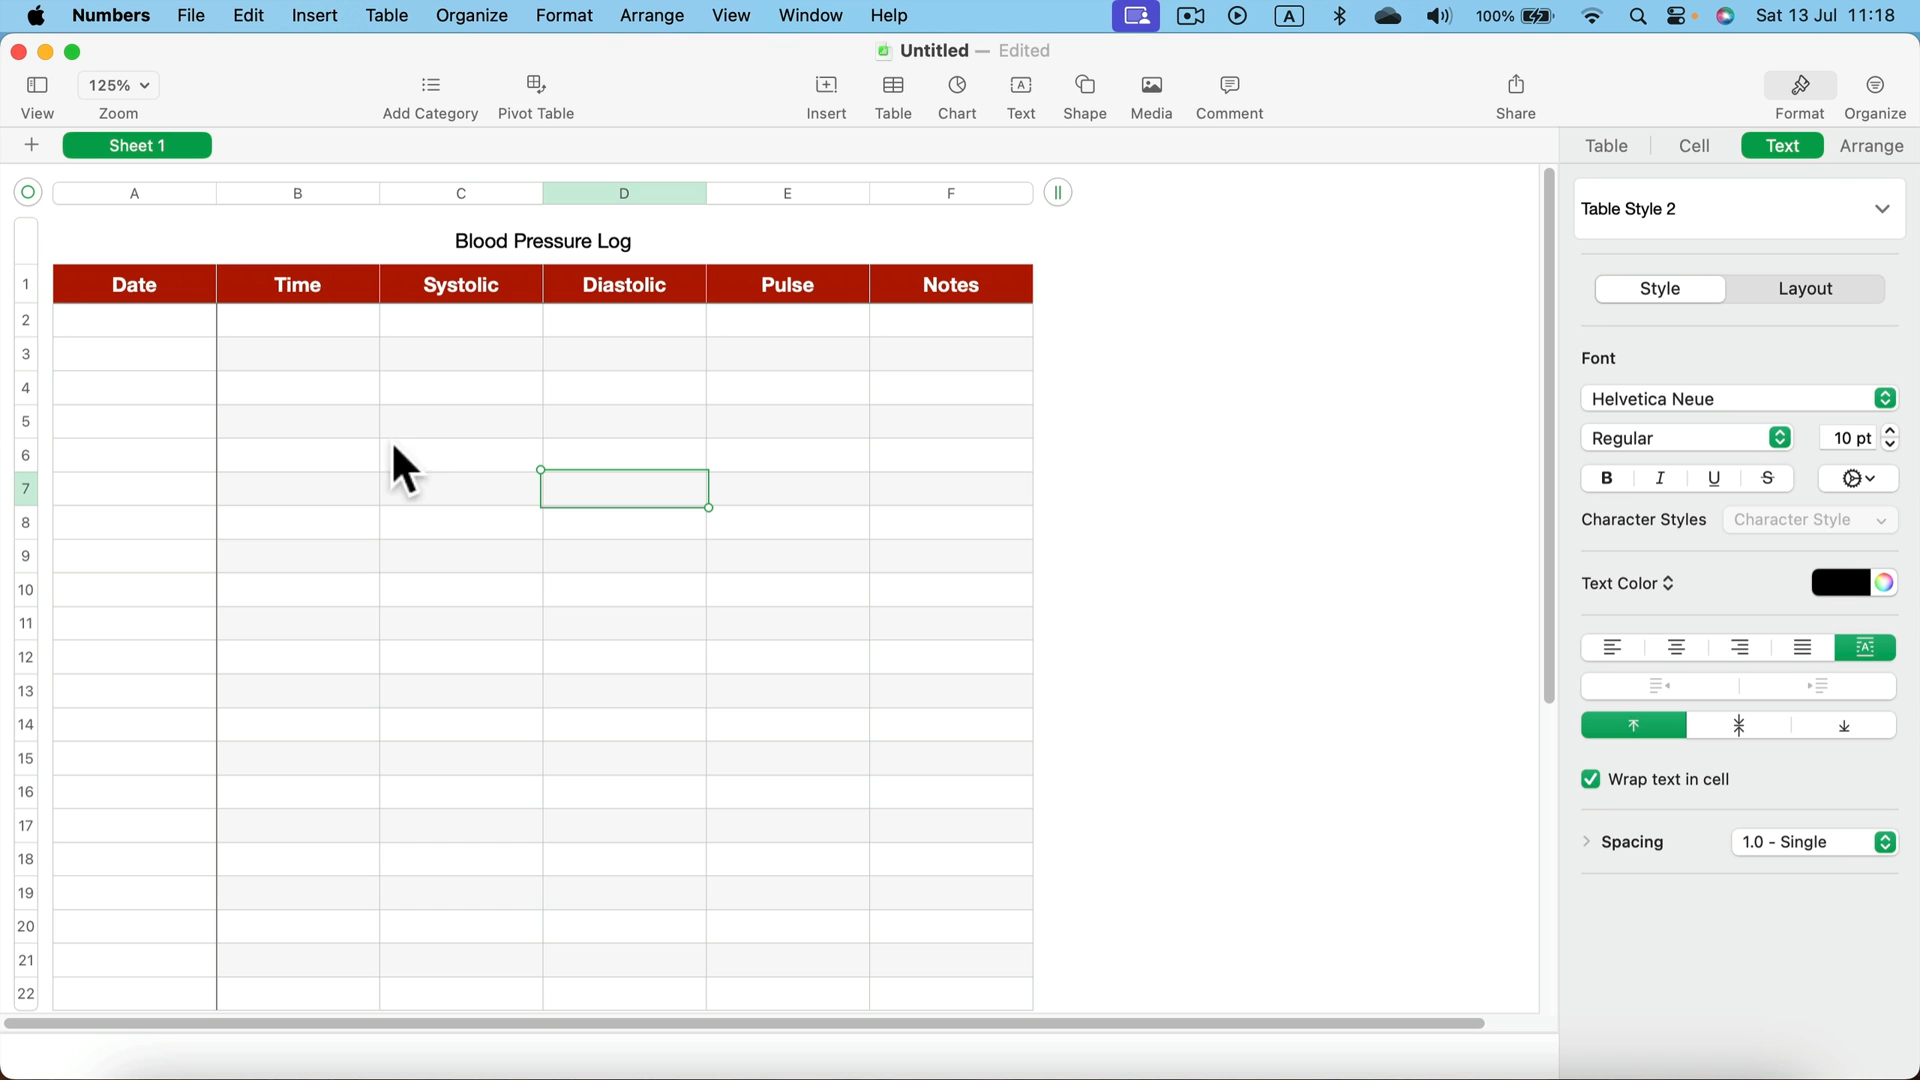 Numbers File Edit Insert Table Organize Format Arrange View Window Help A 100% Sat 13 Jul 11:18
Untitled — Edited
125%
View Zoom Add Category Pivot Table Insert Table Chart Text Shape Media Comment Share Format Organize
Sheet 1
Table Cell Text Arrange
A B C D E F
Table Style 2
Blood Pressure Log
1 Date Time Systolic Diastolic Pulse Notes
Style Layout
2
3
Font
4
Helvetica Neue
5
Regular 10 pt
6
B I U S
7
8
Character Styles Character Style
9
10
Text Color
11
12
13
14
15
16
Wrap text in cell
17
18
Spacing 1.0 - Single
19
20
21
22